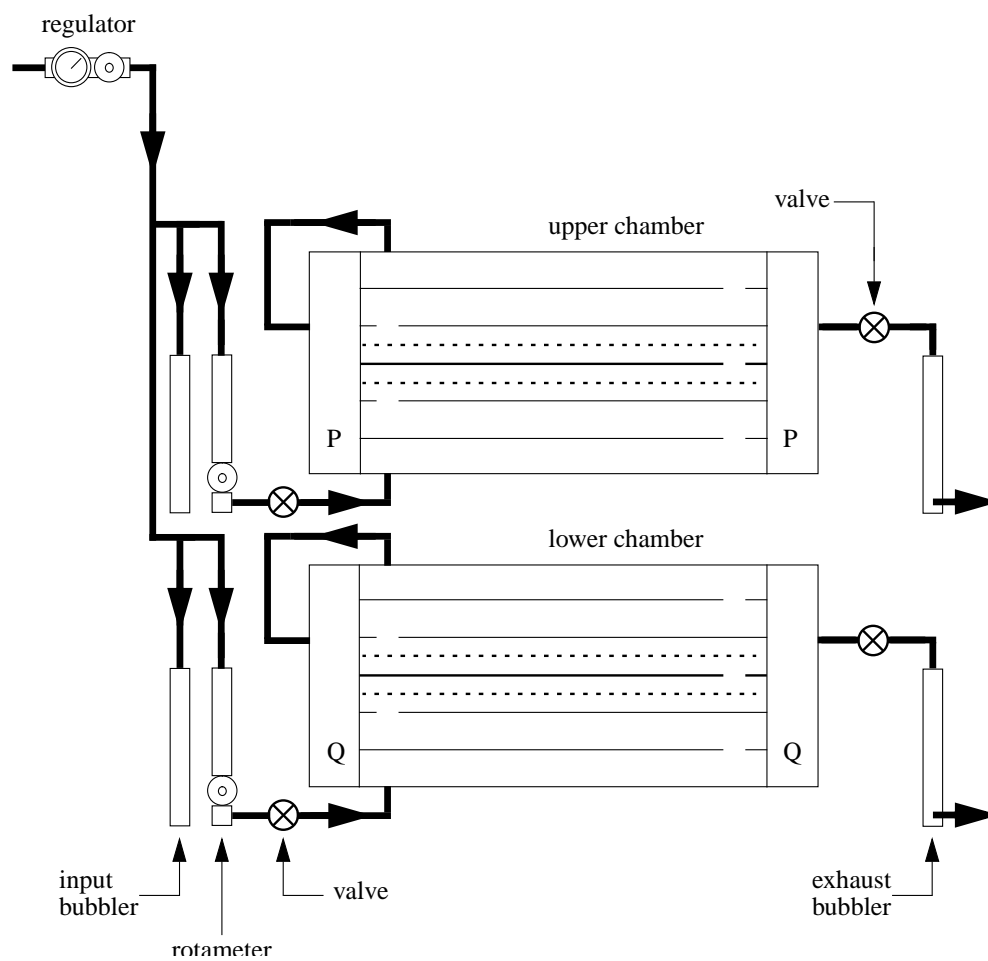 regulator
valve
upper chamber
P
P
lower chamber
Q
Q
input
bubbler
valve
exhaust
bubbler
rotameter